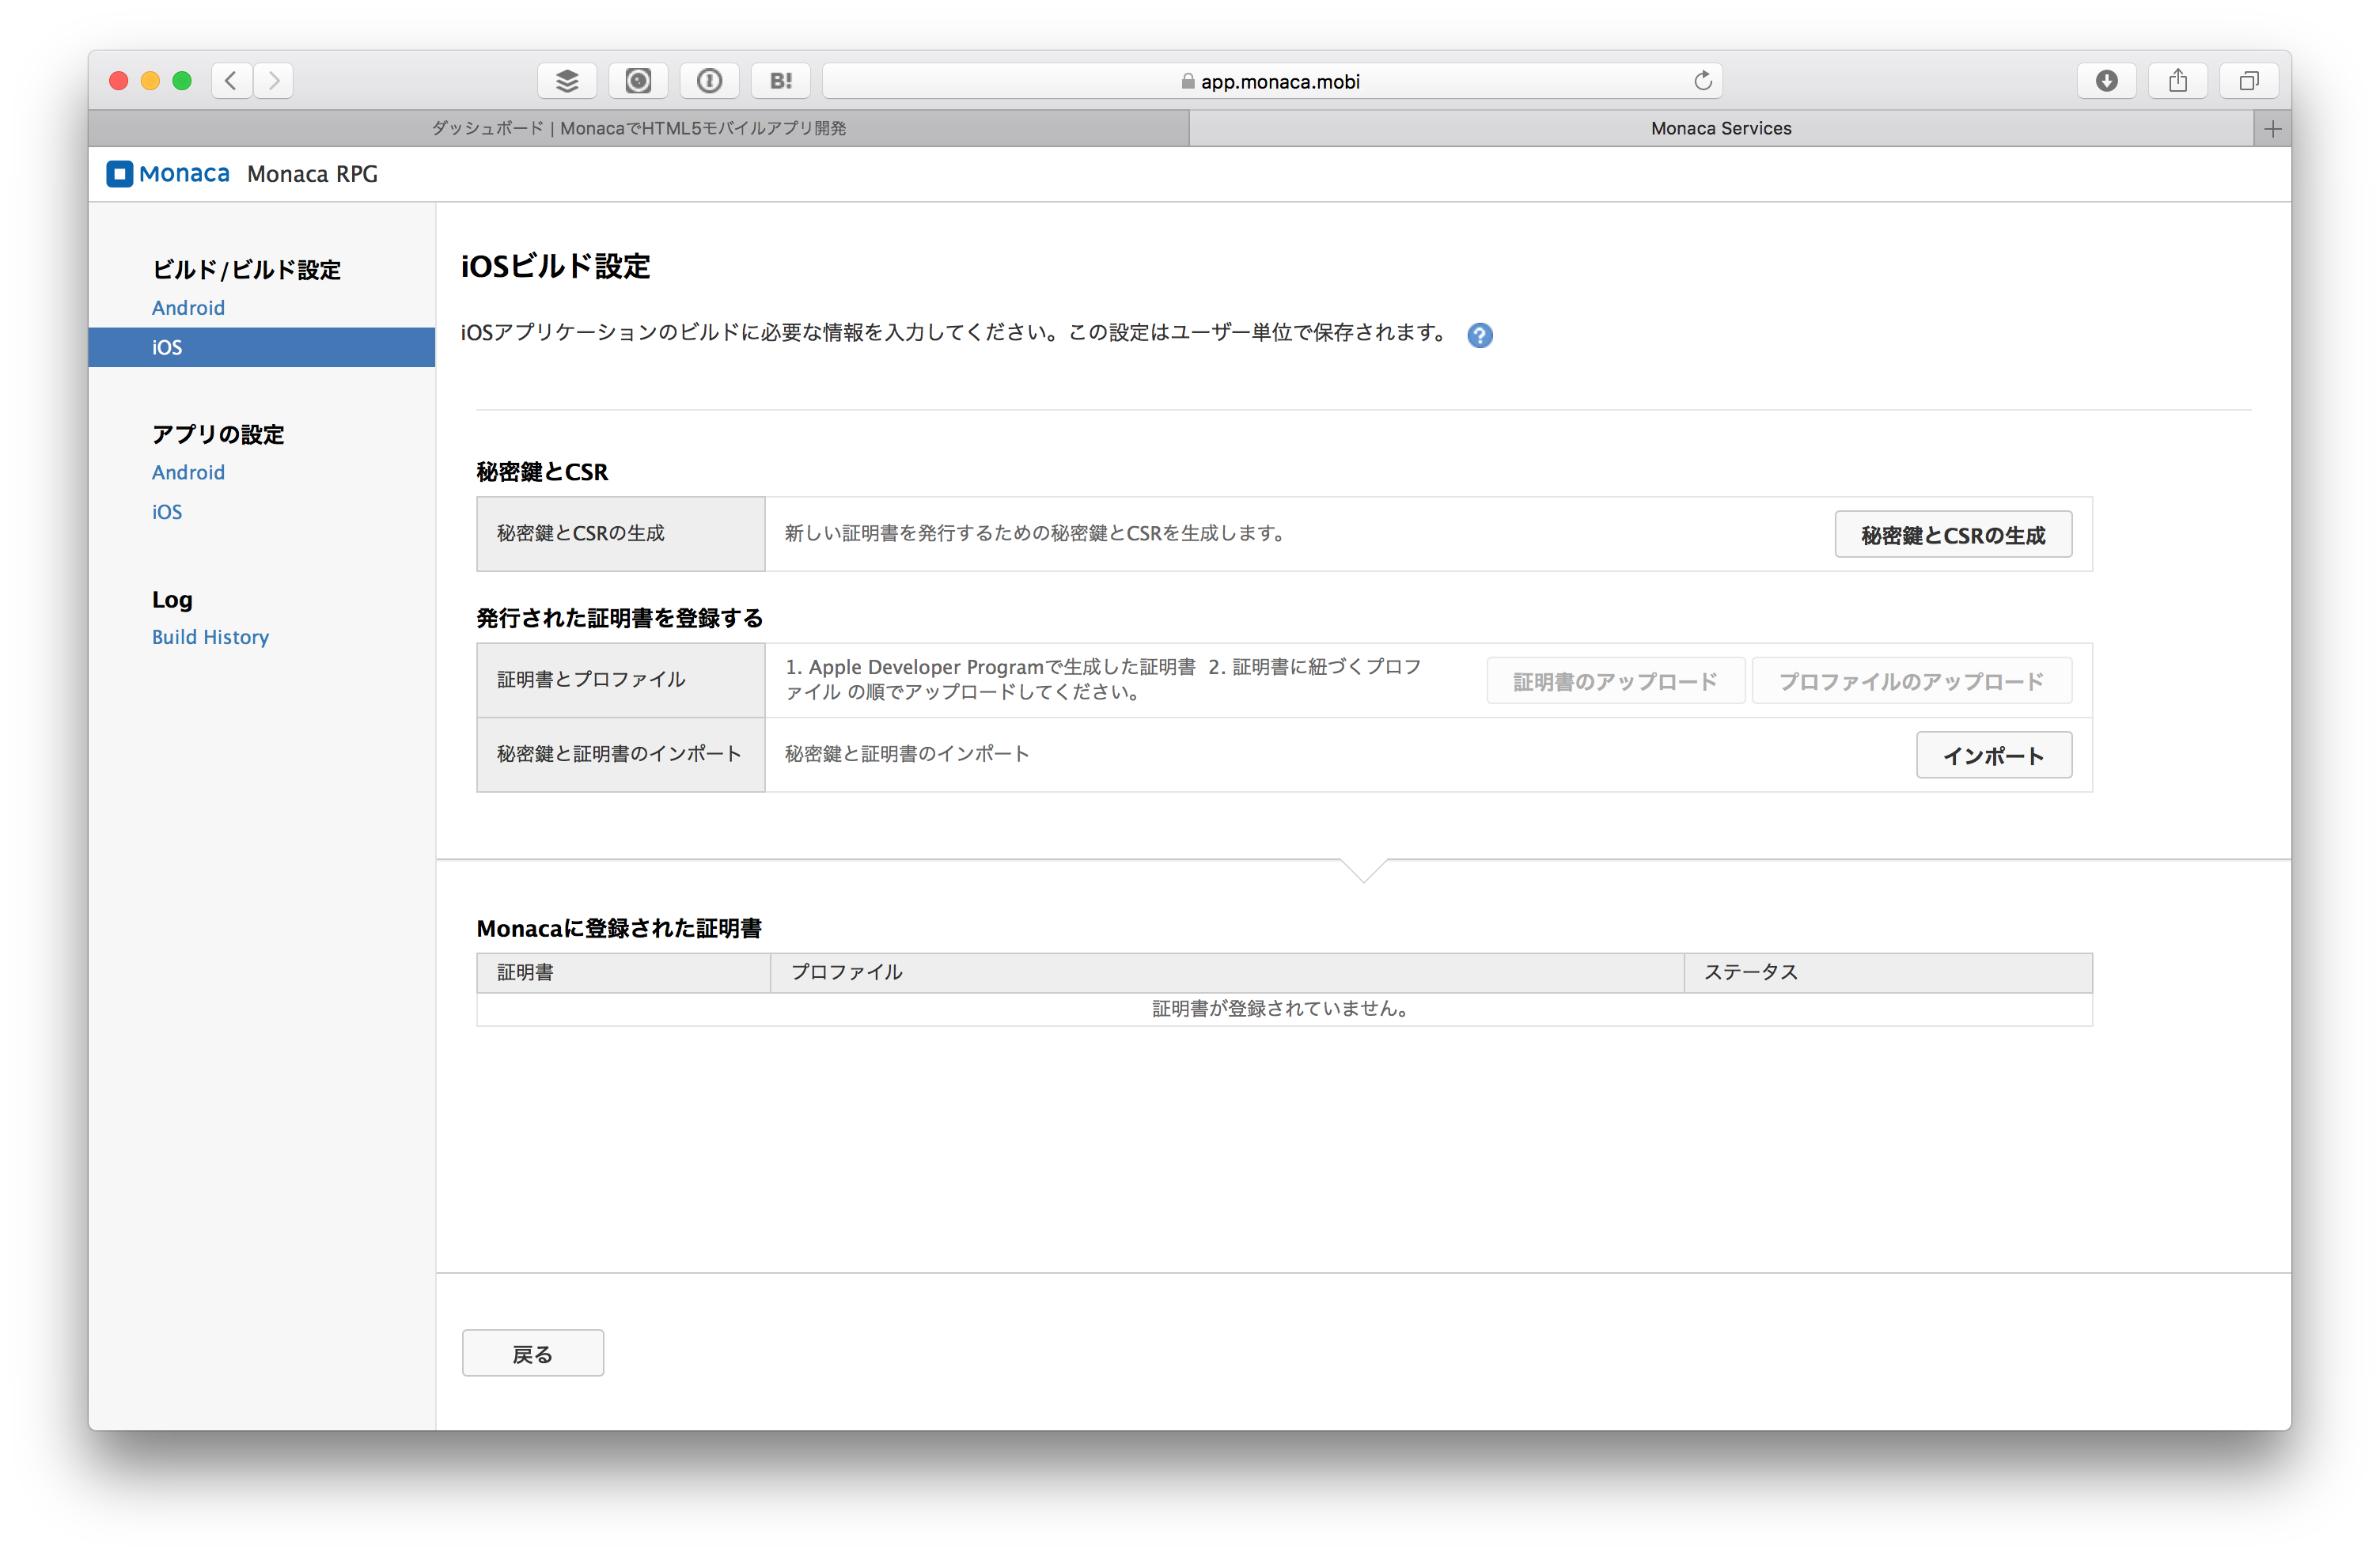 B!
app.monaca.mobi
ダッシュボード | MonacaでHTML5モバイルアプリ開発
Monaca Services
Monaca Monaca RPG
ビルド/ビルド設定
Android
iOS
アプリの設定
Android
iOS
Log
Build History
iOSビルド設定
iOSアプリケーションのビルドに必要な情報を入力してください。この設定はユーザー単位で保存されます。 ?
秘密鍵とCSR
秘密鍵とCSRの生成 新しい証明書を発行するための秘密鍵とCSRを生成します。 秘密鍵とCSRの生成
発行された証明書を登録する
証明書とプロファイル
1. Apple Developer Programで生成した証明書 2. 証明書に紐づくプロフ
ァイル の順でアップロードしてください。
証明書のアップロード プロファイルのアップロード
秘密鍵と証明書のインポート 秘密鍵と証明書のインポート インポート
Monacaに登録された証明書
証明書 プロファイル ステータス
証明書が登録されていません。
戻る